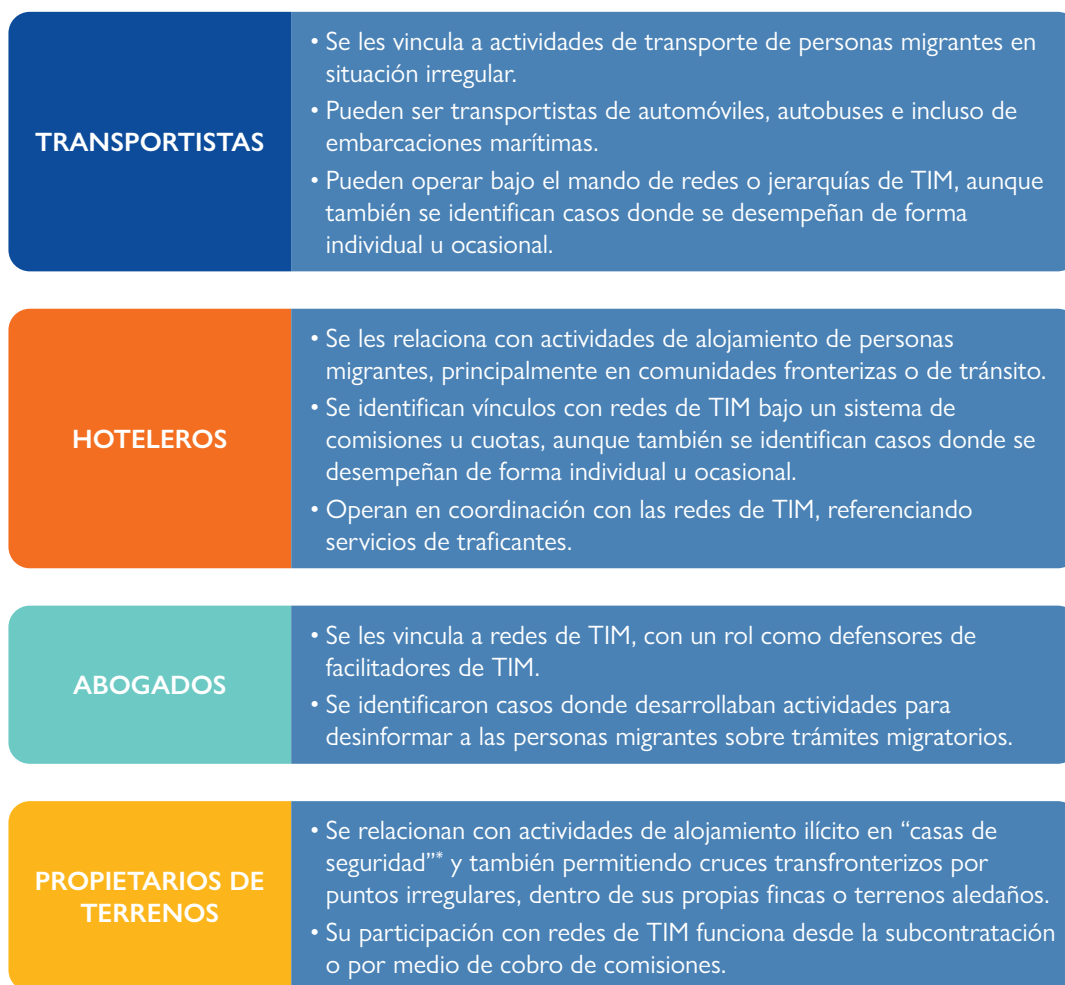 TRANSPORTISTAS
• Se les vincula a actividades de transporte de personas migrantes en
situación irregular.
• Pueden ser transportistas de automóviles, autobuses e incluso de
embarcaciones marítimas.
• Pueden operar bajo el mando de redes o jerarquías de TIM, aunque
también se identifican casos donde se desempeñan de forma
individual u ocasional.
HOTELEROS
• Se les relaciona con actividades de alojamiento de personas
migrantes, principalmente en comunidades fronterizas o de tránsito.
• Se identifican vínculos con redes de TIM bajo un sistema de
comisiones u cuotas, aunque también se identifican casos donde se
desempeñan de forma individual u ocasional.
• Operan en coordinación con las redes de TIM, referenciando
servicios de traficantes.
ABOGADOS
• Se les vincula a redes de TIM, con un rol como defensores de
facilitadores de TIM.
• Se identificaron casos donde desarrollaban actividades para
desinformar a las personas migrantes sobre trámites migratorios.
PROPIETARIOS DE
TERRENOS
• Se relacionan con actividades de alojamiento ilícito en “casas de
seguridad”* y también permitiendo cruces transfronterizos por
puntos irregulares, dentro de sus propias fincas o terrenos aledaños.
• Su participación con redes de TIM funciona desde la subcontratación
o por medio de cobro de comisiones.